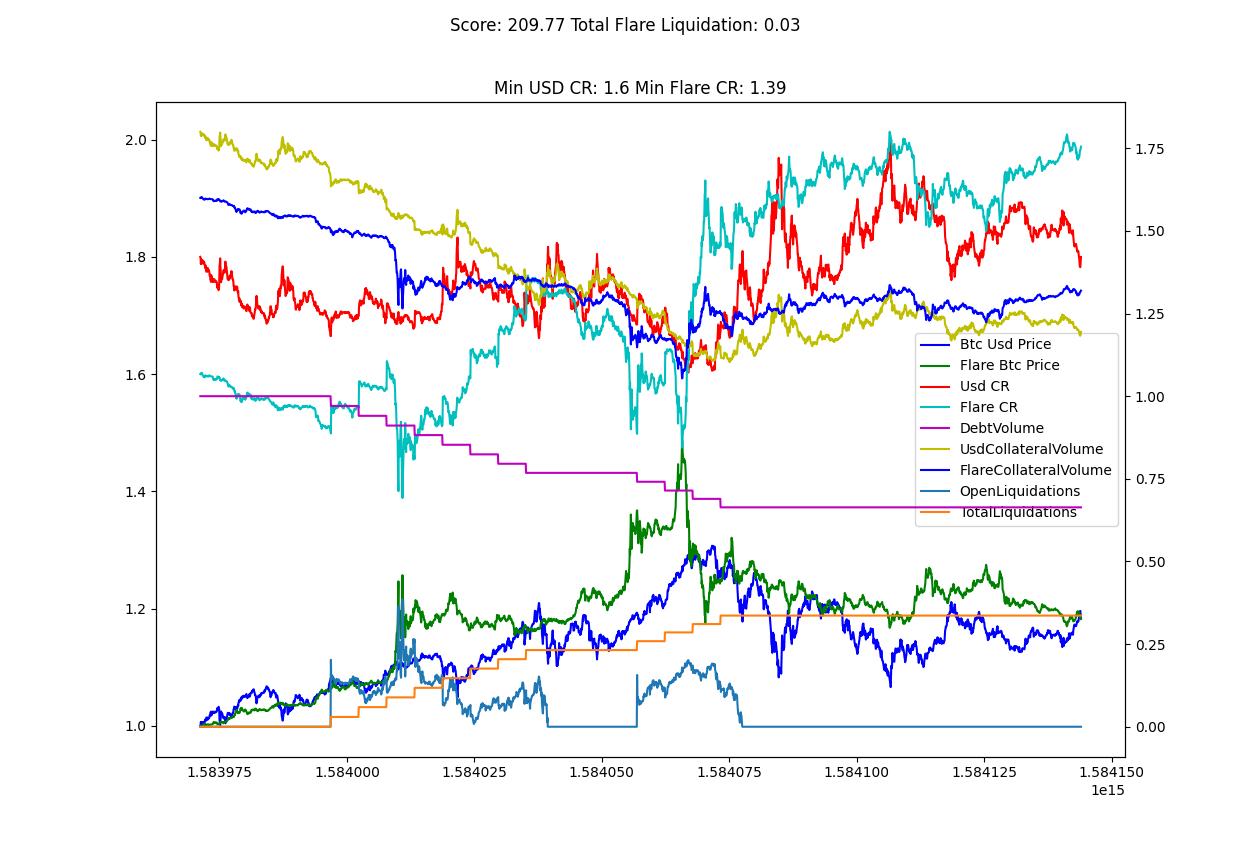 Score: 209.77 Total Flare Liquidation: 0.03
Min USD CR: 1.6 Min Flare CR: 1.39
2.0
1.8
1.6
1.4
1.2
1.0
1.75
1.50
1.25
1.00
0.75
0.50
0.25
0.00
Btc Usd Price
Flare Btc Price
Usd CR
Flare CR
DebtVolume
UsdCollateralVolume
FlareCollateralVolume
OpenLiquidations
TotalLiquidations
1.583975 1.584000 1.584025 1.584050 1.584075 1.584100 1.584125 1.584150
1e15